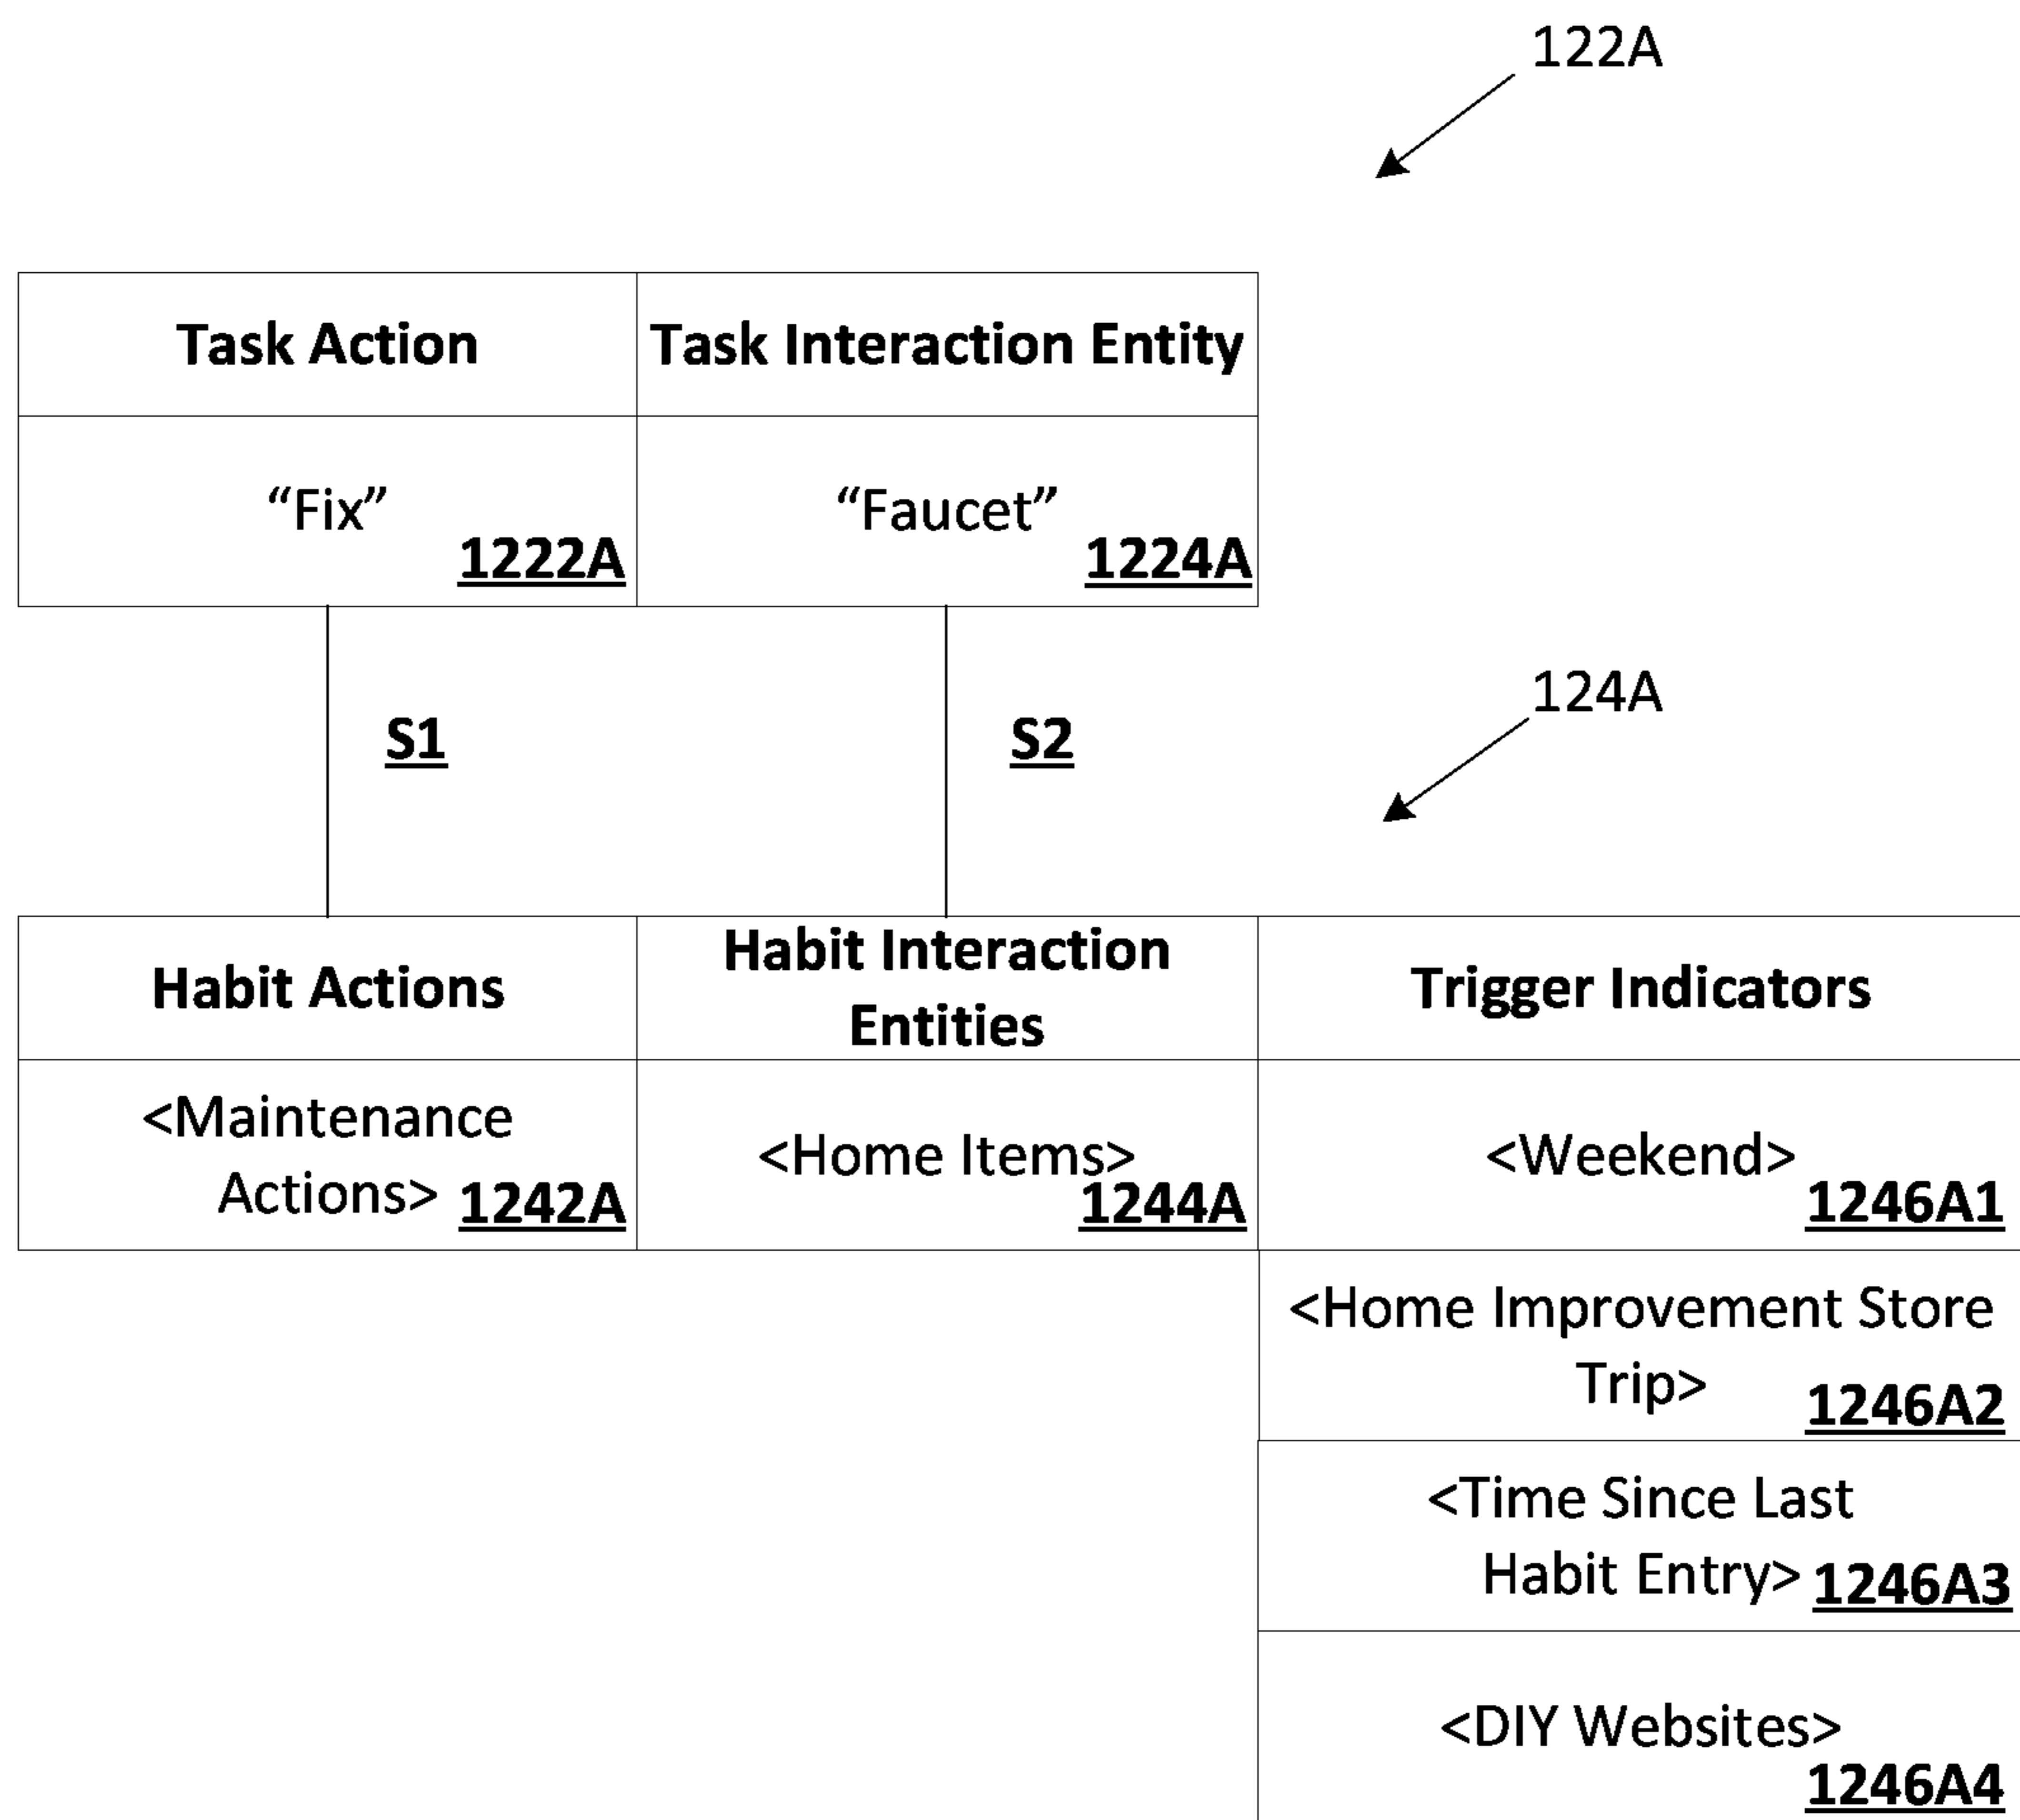 122A
Task Action
Task Interaction Entity
“Fix”
1222A
“Faucet”
1224A
S1
S2
124A
Habit Actions
Habit Interaction
Entities
Trigger Indicators
<Maintenance
Actions> 1242A
<Home Items>
1244A
<Weekend>
1246A1
<Home Improvement Store
Trip>
1246A2
<Time Since Last
Habit Entry> 1246A3
<DIY Websites>
1246A4